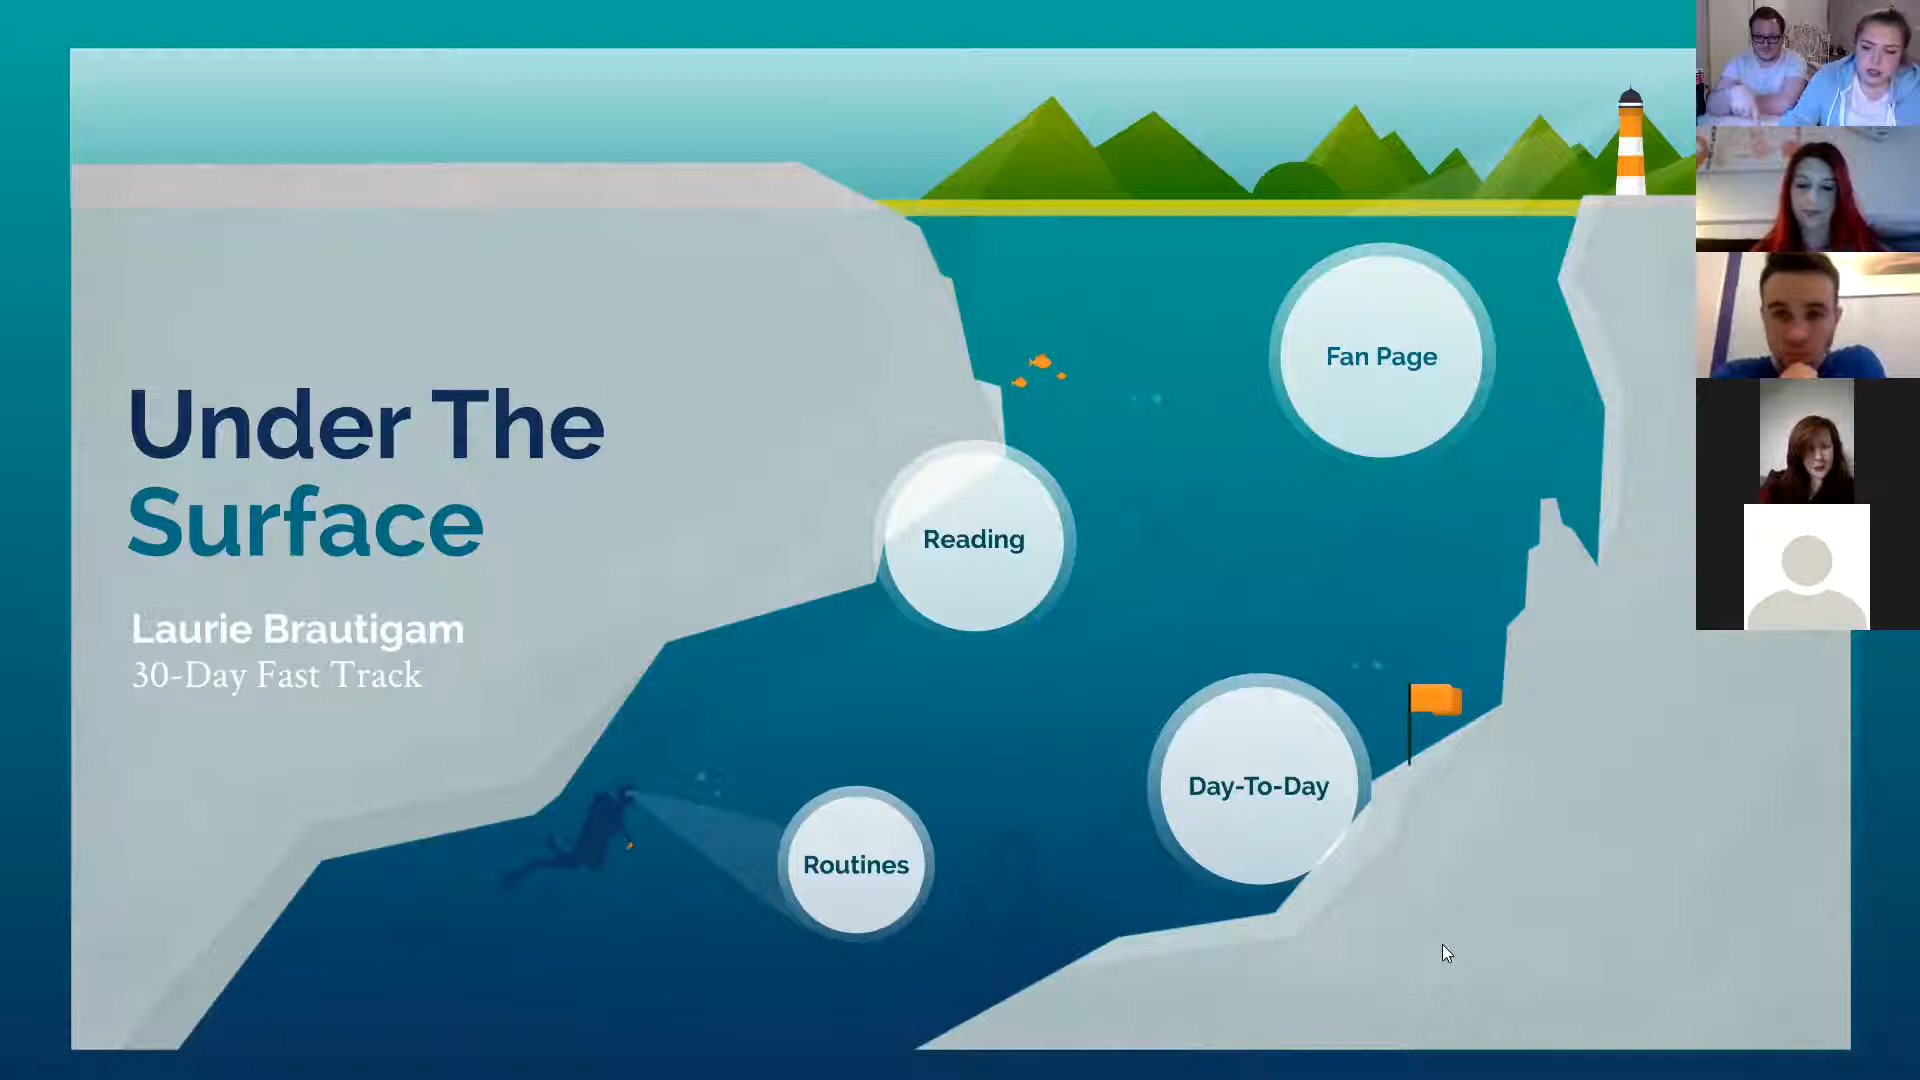 Under The
Surface
Laurie Brautigam
30-Day Fast Track
Fan Page
Reading
Day-To-Day
Routines